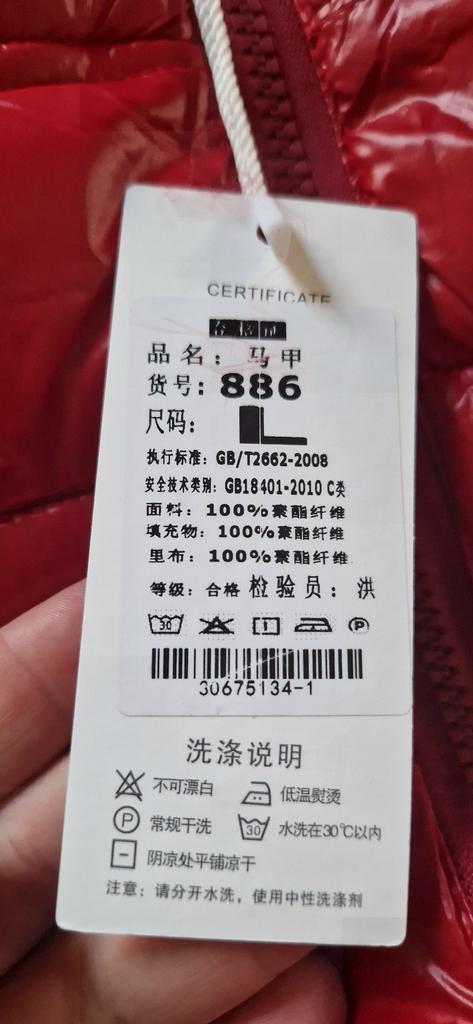 CERTIFICATE
合格证
品名：马甲
货号：886
尺码：L
执行标准：GB/T2662-2008
安全技术类别：GB18401-2010 C类
面料：100%聚酯纤维
填充物：100%聚酯纤维
里布：100%聚酯纤维
等级：合格 检验员：洪
30
P
30675134-1
洗涤说明
不可漂白 低温熨烫
P 常规干洗 30 水洗在30℃以内
阴凉处平铺凉干
注意：请分开水洗，使用中性洗涤剂